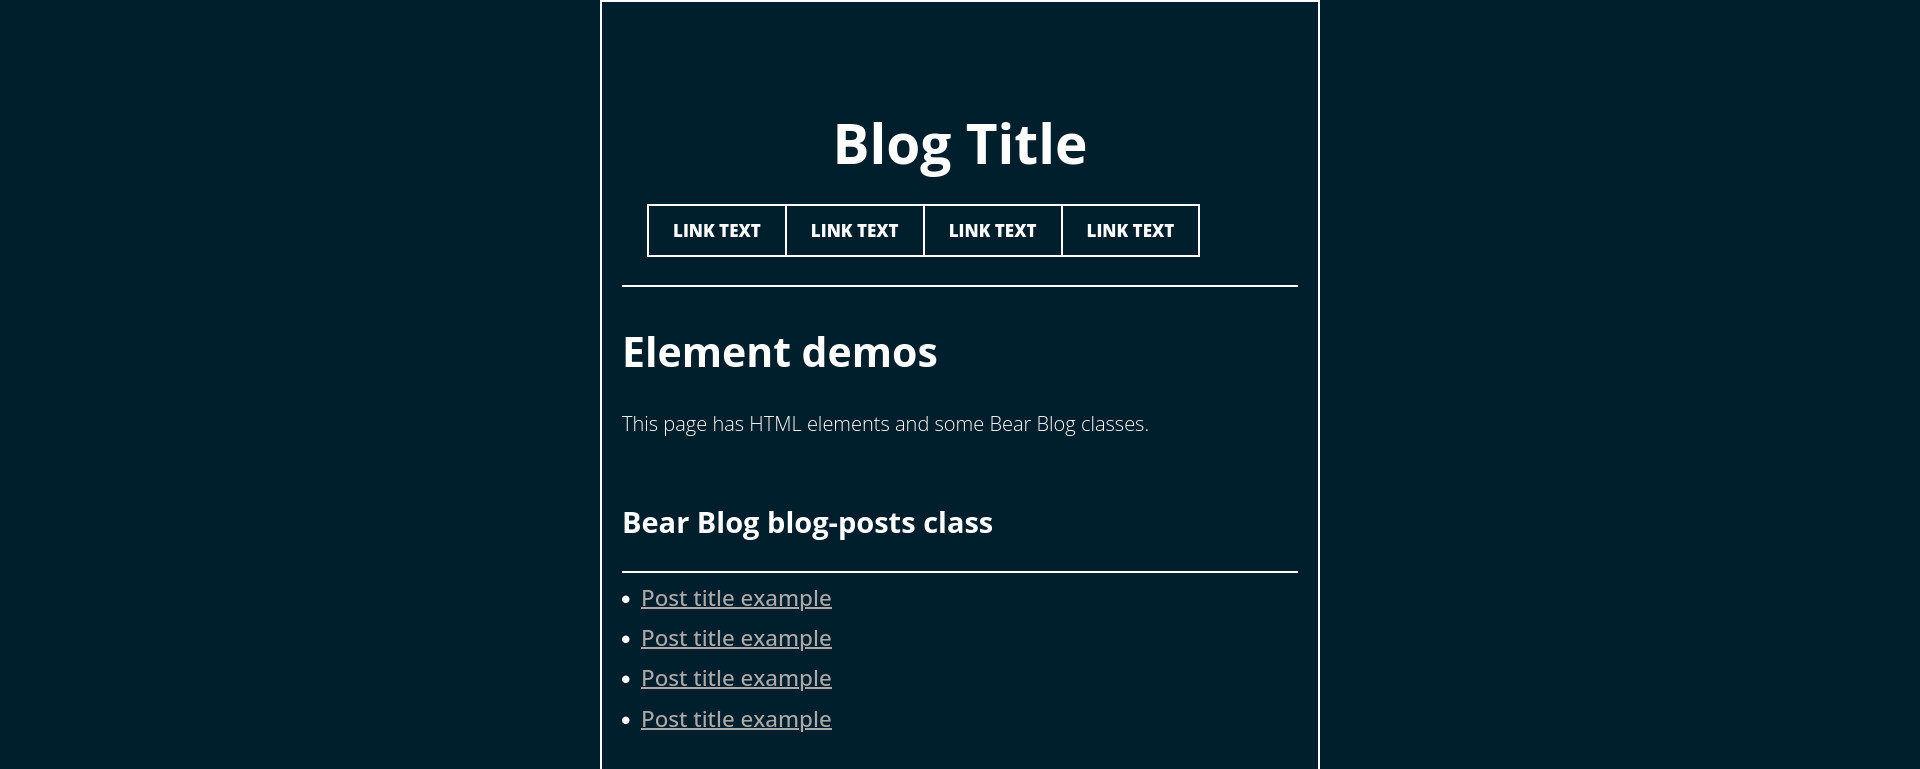 Blog Title
LINK TEXT LINK TEXT LINK TEXT LINK TEXT
Element demos
This page has HTML elements and some Bear Blog classes.
Bear Blog blog-posts class
• Post title example
• Post title example
• Post title example
• Post title example